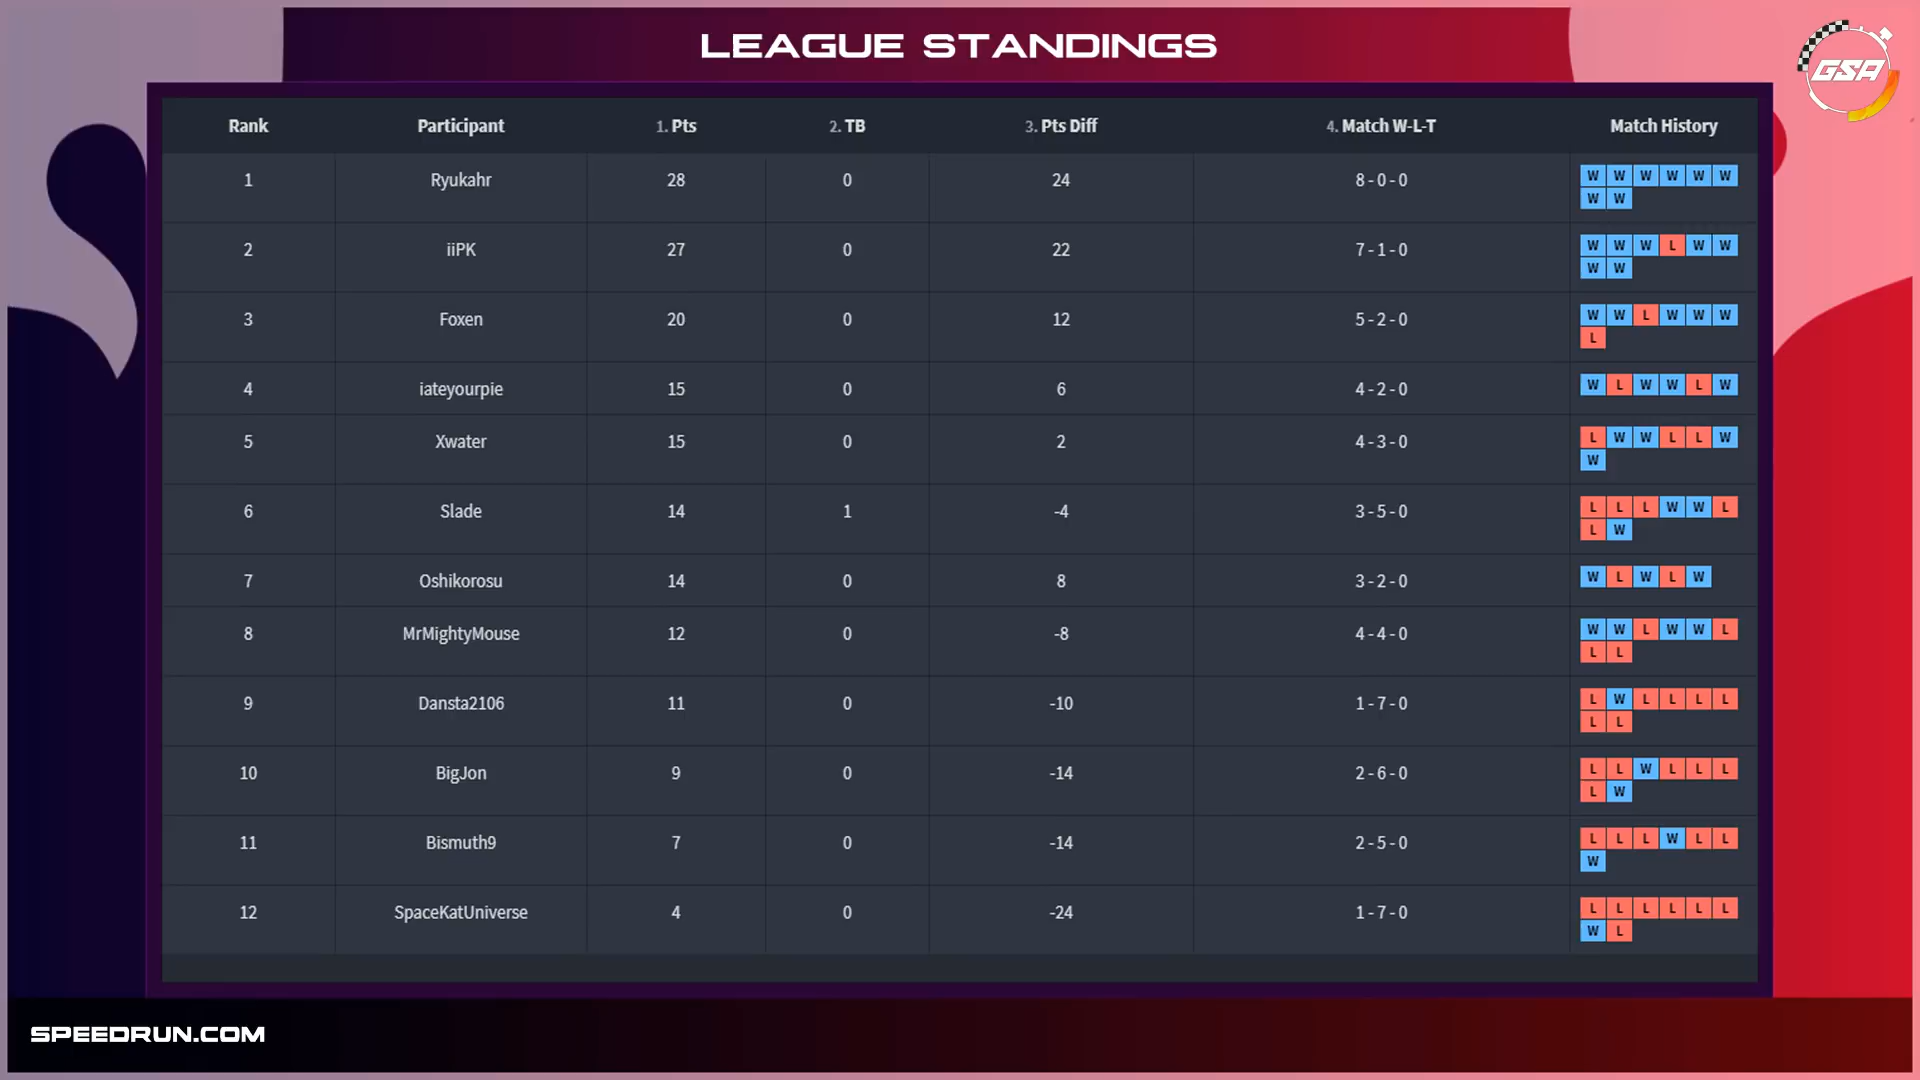 LEAGUE STANDINGS
GSA
Rank Participant 1. Pts 2. TB 3. Pts Diff 4. Match W-L-T Match History
1 Ryukahr 28 0 24 8 - 0 - 0 W W W W W W
W W
2 iiPK 27 0 22 7 - 1 - 0 W W W L W W
W W
3 Foxen 20 0 12 5 - 2 - 0 W W L W W W
L
4 iateyourpie 15 0 6 4 - 2 - 0 W L W W L W
5 Xwater 15 0 2 4 - 3 - 0 L W W L L W
W
6 Slade 14 1 -4 3 - 5 - 0 L L L W W L
L W
7 Oshikorosu 14 0 8 3 - 2 - 0 W L W L W
8 MrMightyMouse 12 0 -8 4 - 4 - 0 W W L W W L
L L
9 Dansta2106 11 0 -10 1 - 7 - 0 L W L L L L
L L
10 BigJon 9 0 -14 2 - 6 - 0 L L W L L L
L W
11 Bismuth9 7 0 -14 2 - 5 - 0 L L L W L L
W
12 SpaceKatUniverse 4 0 -24 1 - 7 - 0 L L L L L L
W L
SPEEDRUN.COM